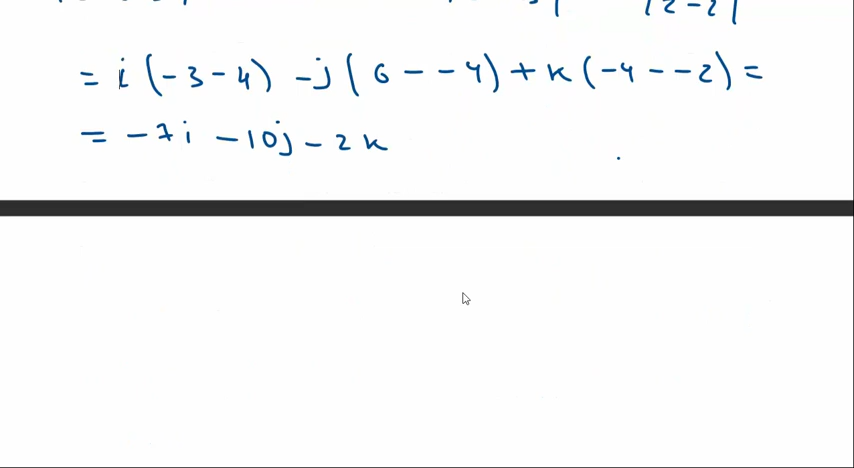 = i (-3-4) -j (6 - -4) + k (-4 - -2) =
= -7i -10j - 2k